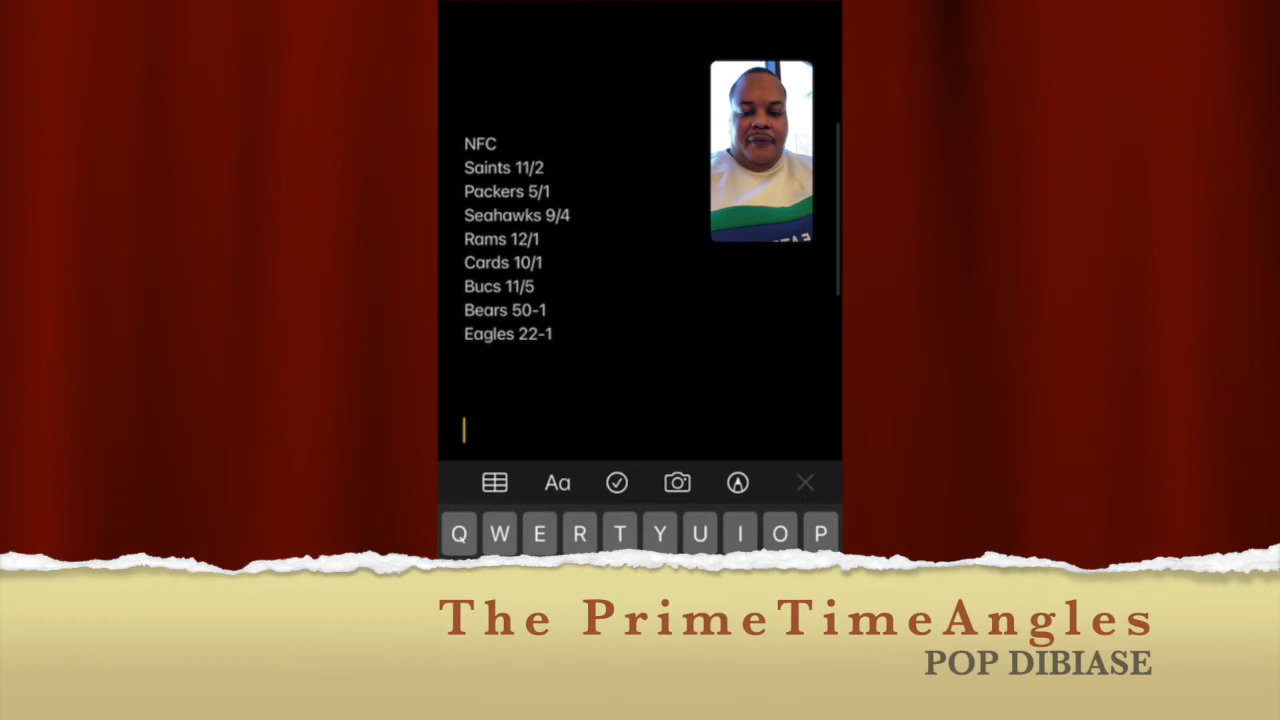 NFC
Saints 11/2
Packers 5/1
Seahawks 9/4
Rams 12/1
Cards 10/1
Bucs 11/5
Bears 50-1
Eagles 22-1
Aa
Q W E R T Y U I O P
The PrimeTimeAngles
POP DIBIASE